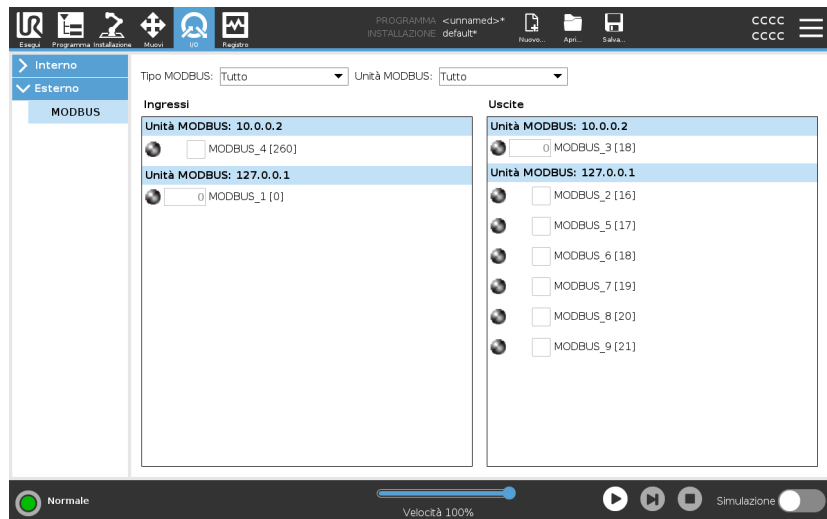 UR
PROGRAMMA <unnamed>*
INSTALLAZIONE default*
cccc
cccc
Esegui Programma Installazione Muovi I/O Registro Nuovo... Apri... Salva...
Interno
Esterno
MODBUS
Tipo MODBUS: Tutto Unità MODBUS: Tutto
Ingressi
Unità MODBUS: 10.0.0.2
MODBUS_4 [260]
Unità MODBUS: 127.0.0.1
0 MODBUS_1 [0]
Uscite
Unità MODBUS: 10.0.0.2
0 MODBUS_3 [18]
Unità MODBUS: 127.0.0.1
MODBUS_2 [16]
MODBUS_5 [17]
MODBUS_6 [18]
MODBUS_7 [19]
MODBUS_8 [20]
MODBUS_9 [21]
Normale
Velocità 100%
Simulazione